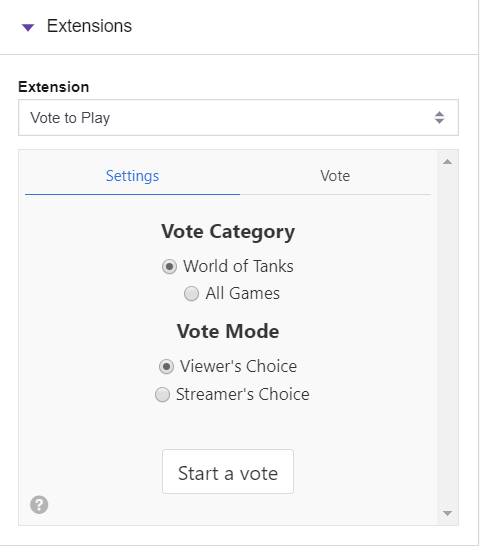 Extensions
Extension
Vote to Play
Settings Vote
Vote Category
World of Tanks
All Games
Vote Mode
Viewer's Choice
Streamer's Choice
Start a vote
?